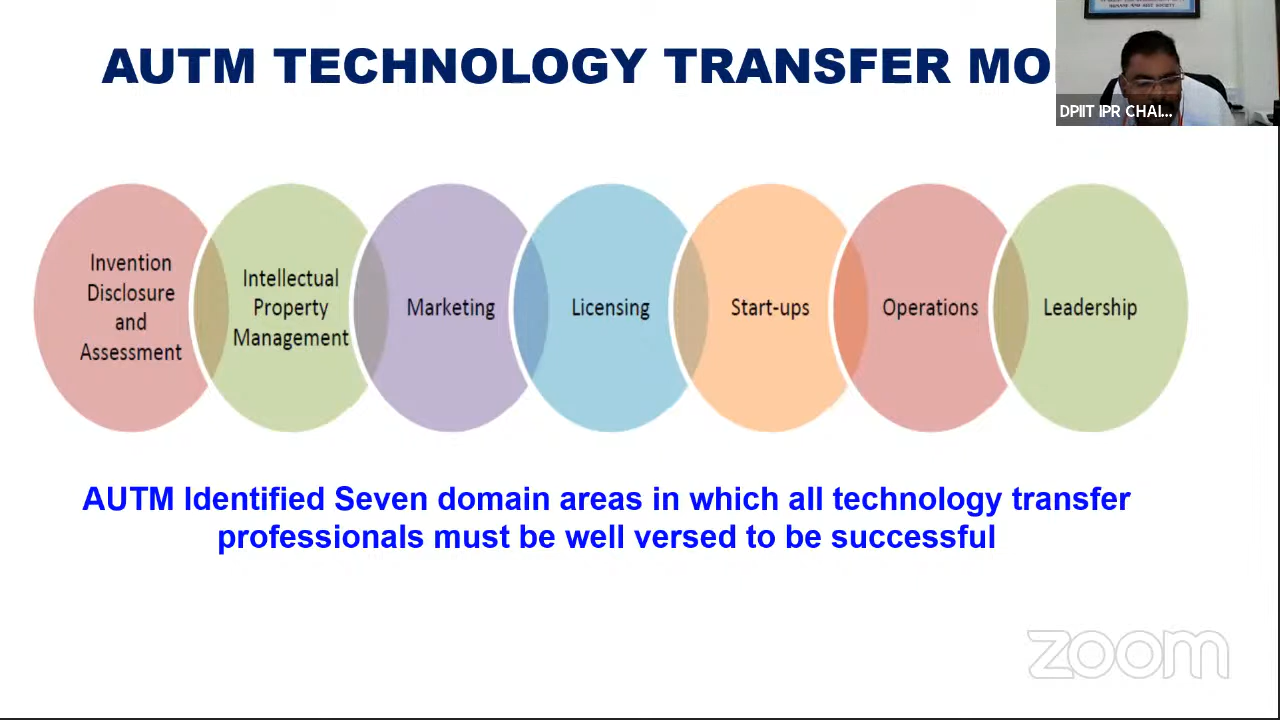 AUTM TECHNOLOGY TRANSFER MO
DPIIT IPR CHAI...
Invention
Disclosure
and
Assessment
Intellectual
Property
Management
Marketing
Licensing
Start-ups
Operations
Leadership
AUTM Identified Seven domain areas in which all technology transfer
professionals must be well versed to be successful
zoom